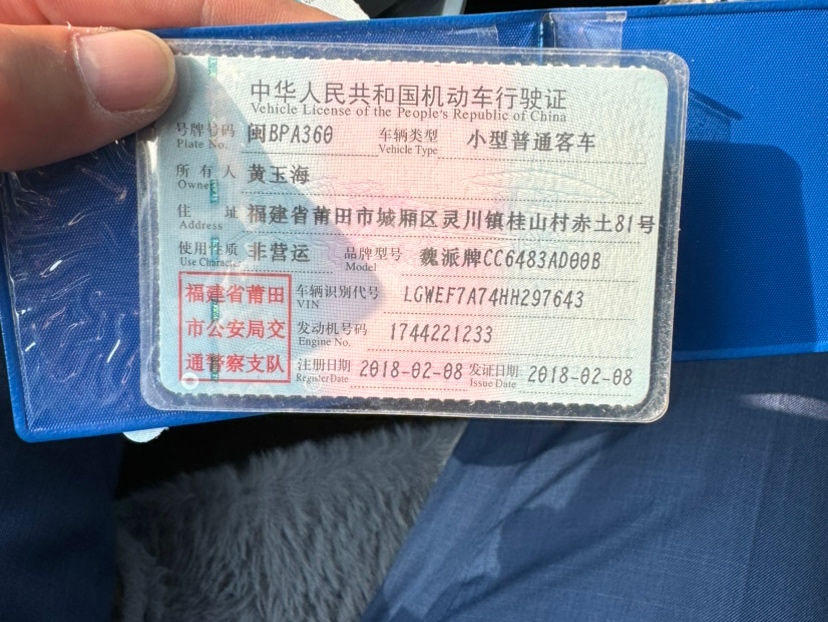 中华人民共和国机动车行驶证
Vehicle License of the People's Republic of China
号牌号码 闽BPA360 车辆类型 小型普通客车
Plate No. Vehicle Type
所有人 黄玉海
Owner
住址 福建省莆田市城厢区灵川镇桂山村赤土81号
Address
使用性质 非营运 品牌型号 魏派牌CC6483AD00B
Use Character Model
福建省莆田 车辆识别代号 LGWEF7A74HH297643
VIN
市公安局交 发动机号码 1744221233
Engine No.
通警察支队 注册日期 2018-02-08 发证日期 2018-02-08
Register Date Issue Date